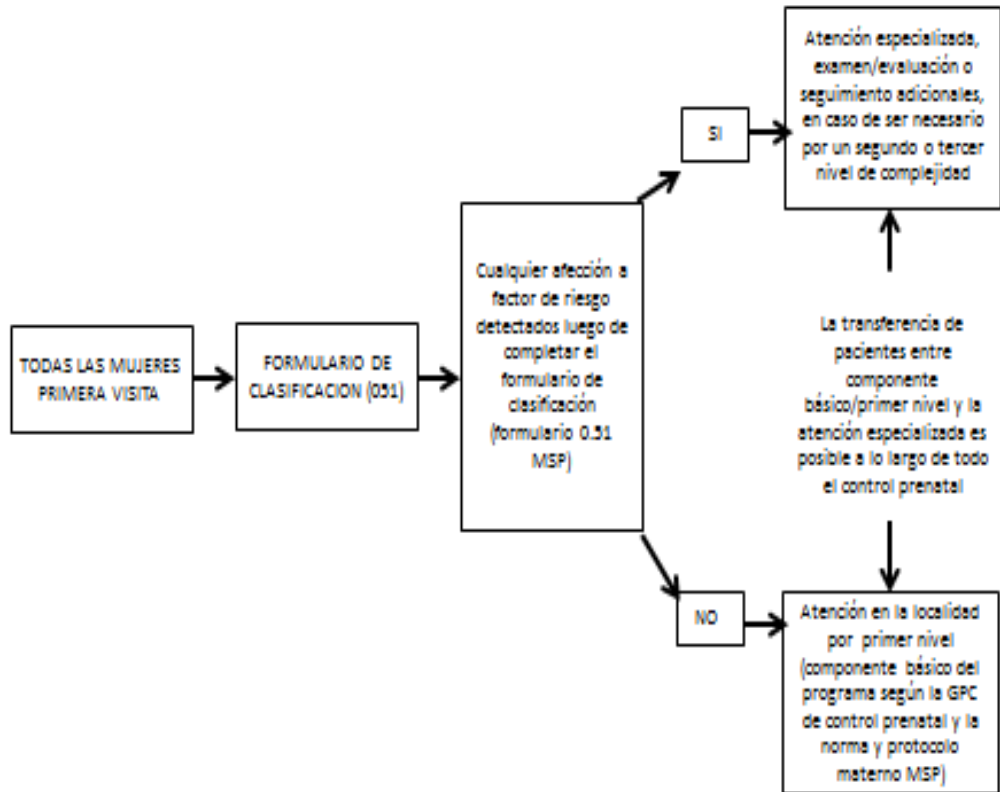 TODAS LAS MUJERES
PRIMERA VISITA
FORMULARIO DE
CLASIFICACION (051)
Cualquier afección a
factor de riesgo
detectados luego de
completar el
formulario de
clasificación
(formulario 0.51
MSP)
SI
Atención especializada,
examen/evaluación o
seguimiento adicionales,
en caso de ser necesario
por un segundo o tercer
nivel de complejidad
La transferencia de
pacientes entre
componente
básico/primer nivel y la
atención especializada es
posible a lo largo de todo
el control prenatal
NO
Atención en la localidad
por primer nivel
(componente básico del
programa según la GPC
de control prenatal y la
norma y protocolo
materno MSP)